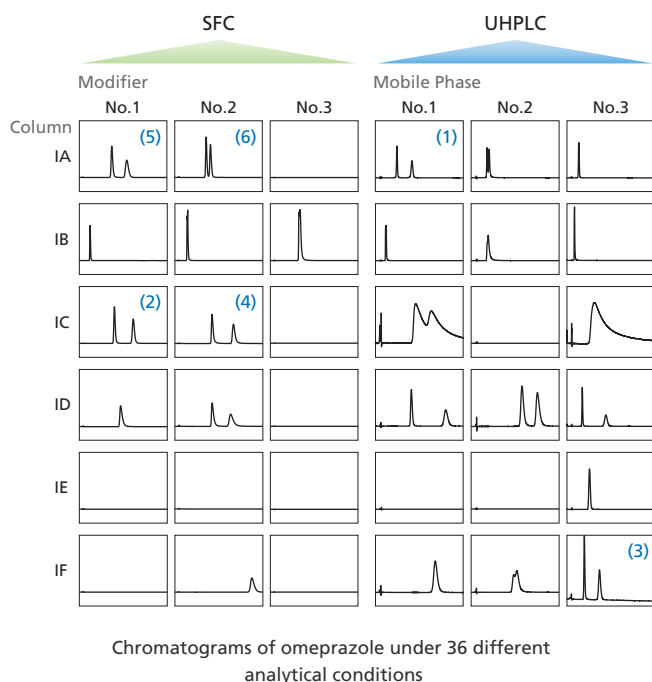 SFC UHPLC
Modifier Mobile Phase
No.1 No.2 No.3 No.1 No.2 No.3
Column
IA (5) (6) (1)
IB
IC (2) (4)
ID
IE
IF (3)
Chromatograms of omeprazole under 36 different
analytical conditions